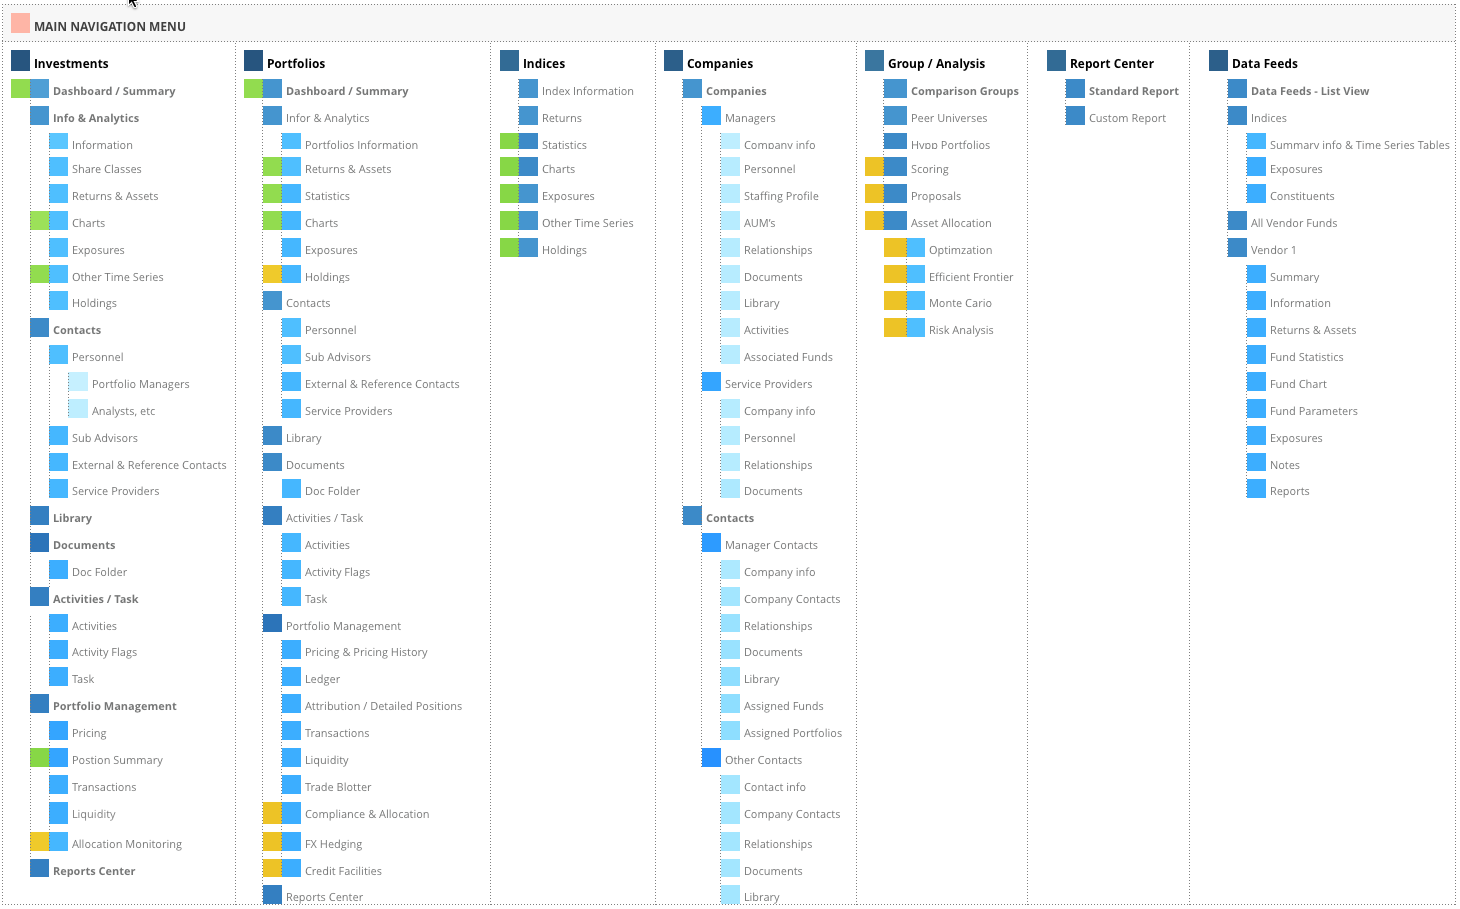 MAIN NAVIGATION MENU
Investments
Dashboard / Summary
Info & Analytics
Information
Share Classes
Returns & Assets
Charts
Exposures
Other Time Series
Holdings
Contacts
Personnel
Portfolio Managers
Analysts, etc
Sub Advisors
External & Reference Contacts
Service Providers
Library
Documents
Doc Folder
Activities / Task
Activities
Activity Flags
Task
Portfolio Management
Pricing
Postion Summary
Transactions
Liquidity
Allocation Monitoring
Reports Center
Portfolios
Dashboard / Summary
Infor & Analytics
Portfolios Information
Returns & Assets
Statistics
Charts
Exposures
Holdings
Contacts
Personnel
Sub Advisors
External & Reference Contacts
Service Providers
Library
Documents
Doc Folder
Activities / Task
Activities
Activity Flags
Task
Portfolio Management
Pricing & Pricing History
Ledger
Attribution / Detailed Positions
Transactions
Liquidity
Trade Blotter
Compliance & Allocation
FX Hedging
Credit Facilities
Reports Center
Indices
Index Information
Returns
Statistics
Charts
Exposures
Other Time Series
Holdings
Companies
Companies
Managers
Company info
Personnel
Staffing Profile
AUM's
Relationships
Documents
Library
Activities
Associated Funds
Service Providers
Company info
Personnel
Relationships
Documents
Contacts
Manager Contacts
Company info
Company Contacts
Relationships
Documents
Library
Assigned Funds
Assigned Portfolios
Other Contacts
Contact info
Company Contacts
Relationships
Documents
Library
Group / Analysis
Comparison Groups
Peer Universes
Hypp Portfolios
Scoring
Proposals
Asset Allocation
Optimzation
Efficient Frontier
Monte Cario
Risk Analysis
Report Center
Standard Report
Custom Report
Data Feeds
Data Feeds - List View
Indices
Summary info & Time Series Tables
Exposures
Constituents
All Vendor Funds
Vendor 1
Summary
Information
Returns & Assets
Fund Statistics
Fund Chart
Fund Parameters
Exposures
Notes
Reports